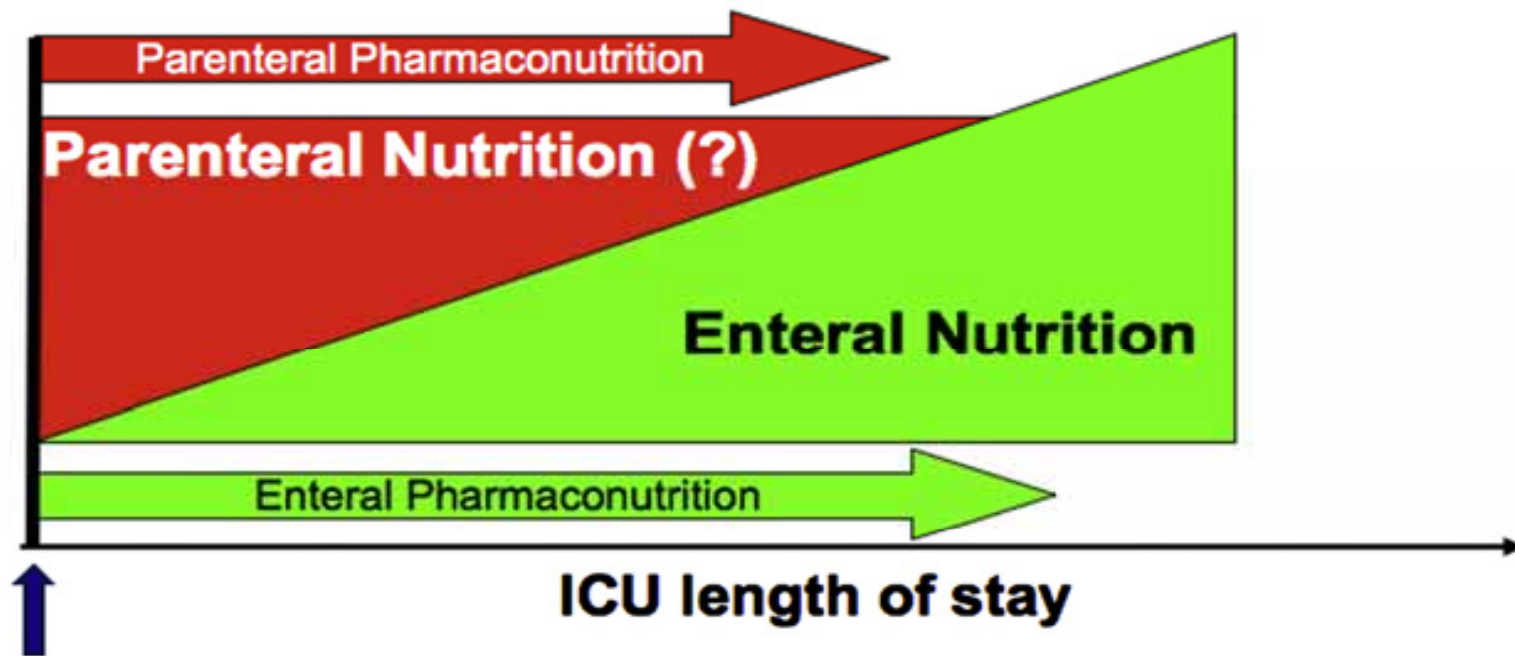 Parenteral Pharmaconutrition
Parenteral Nutrition (?)
Enteral Nutrition
Enteral Pharmaconutrition
ICU length of stay